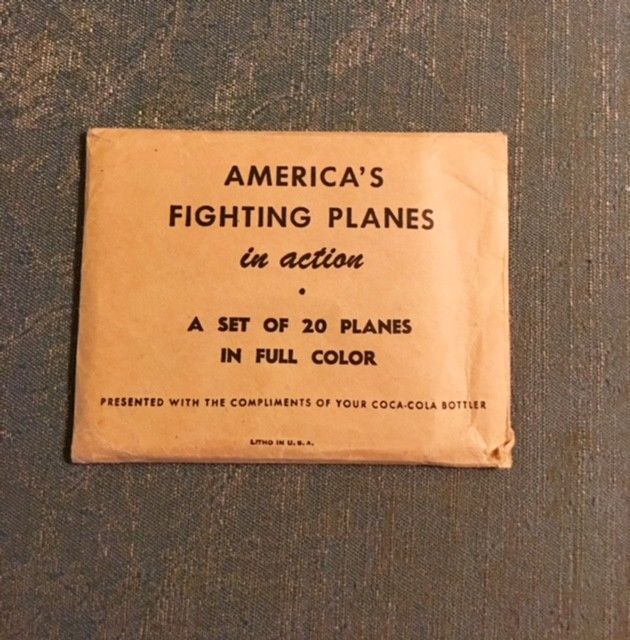 AMERICA'S
FIGHTING PLANES
in action
•
A SET OF 20 PLANES
IN FULL COLOR
PRESENTED WITH THE COMPLIMENTS OF YOUR COCA-COLA BOTTLER
LITHO IN U.S.A.